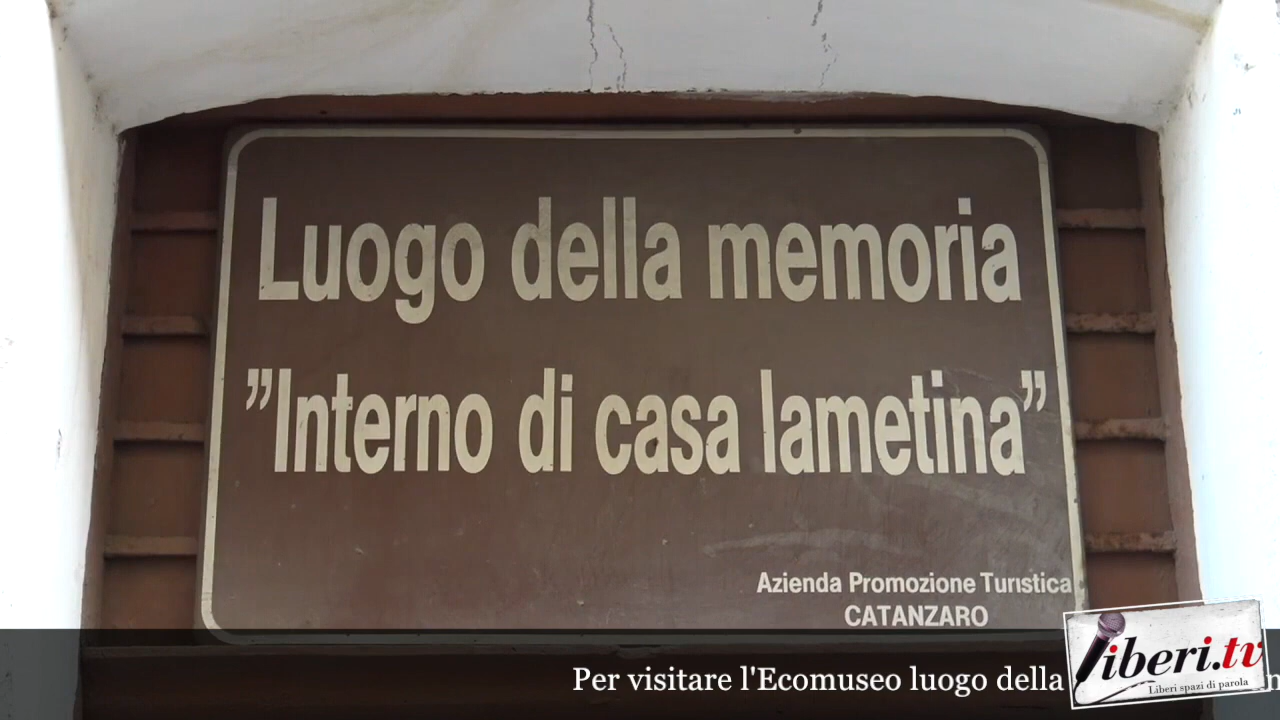 Luogo della memoria
”Interno di casa lametina”
Azienda Promozione Turistica
CATANZARO
Per visitare l'Ecomuseo luogo della
liberi.tv
Liberi spazi di parola